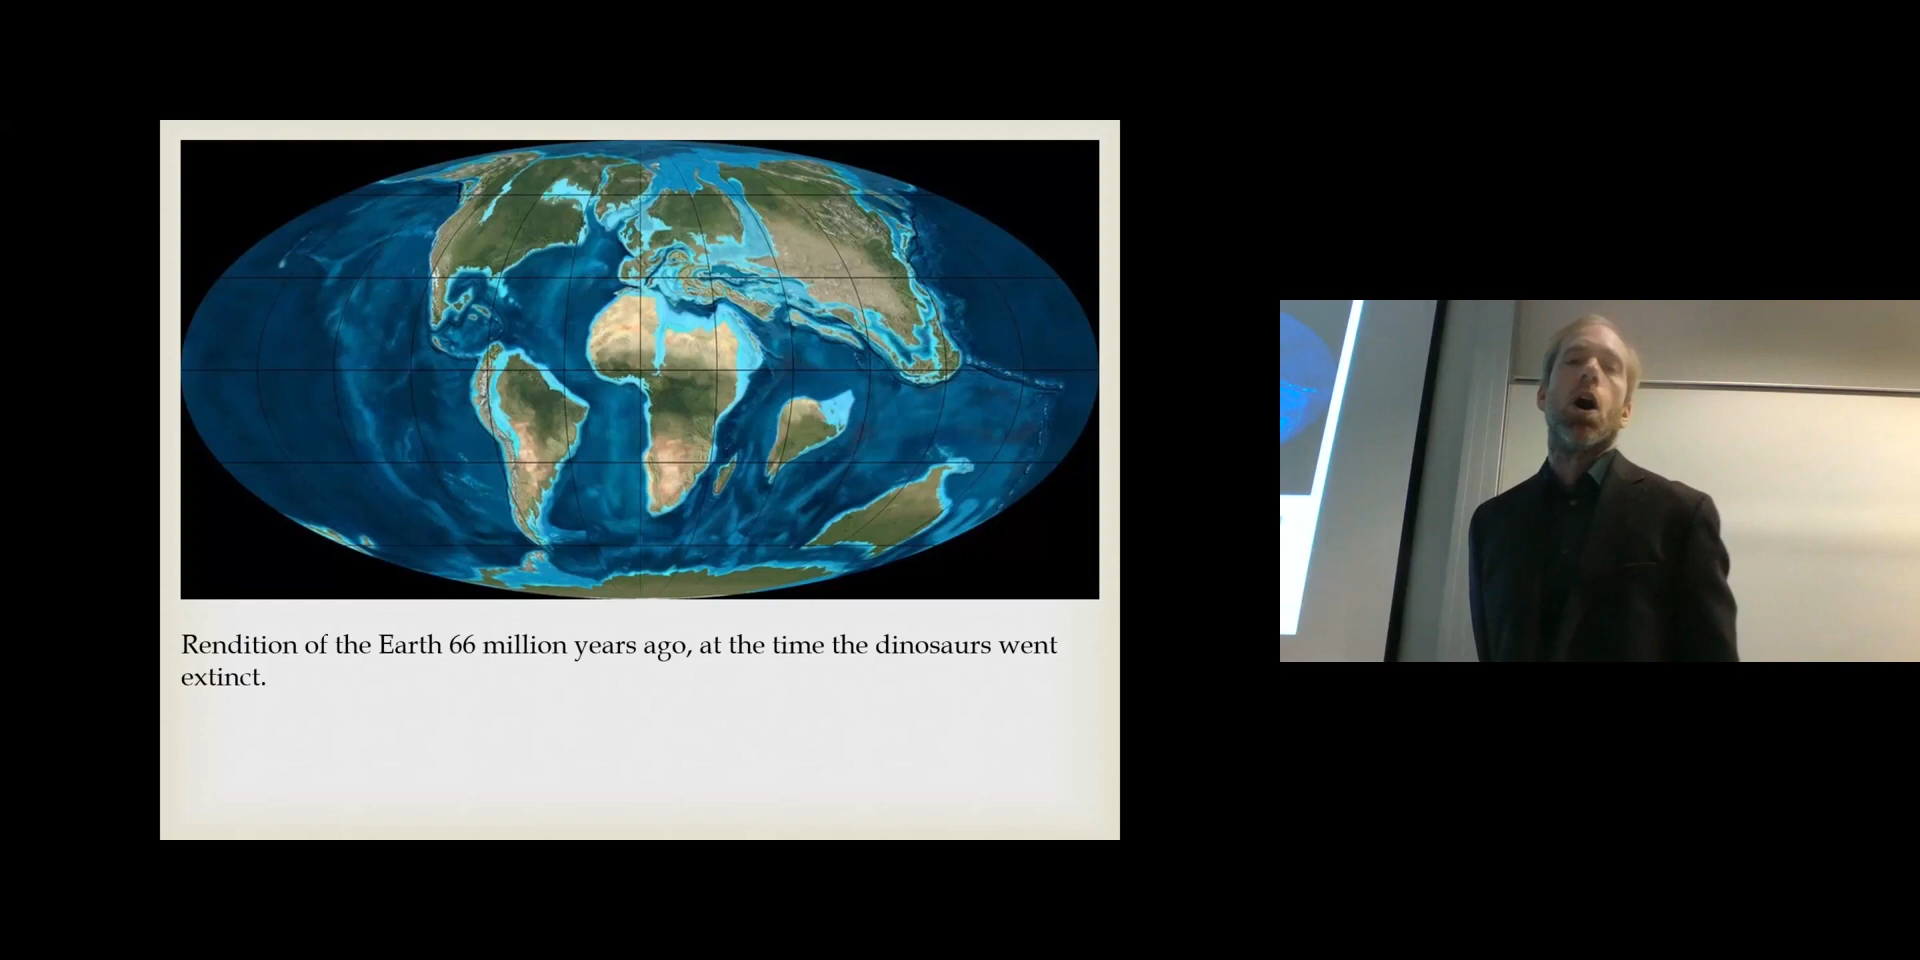 Rendition of the Earth 66 million years ago, at the time the dinosaurs went
extinct.